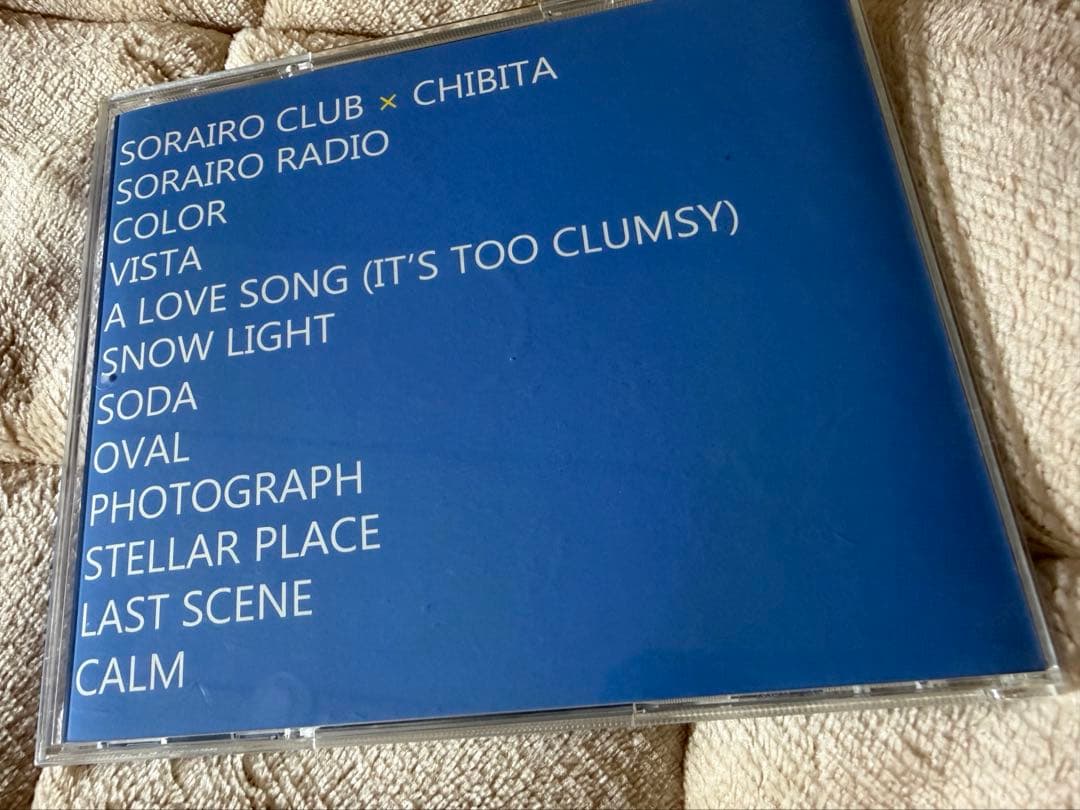 SORAIRO CLUB × CHIBITA
SORAIRO RADIO
COLOR
VISTA
A LOVE SONG (IT'S TOO CLUMSY)
SNOW LIGHT
SODA
OVAL
PHOTOGRAPH
STELLAR PLACE
LAST SCENE
CALM